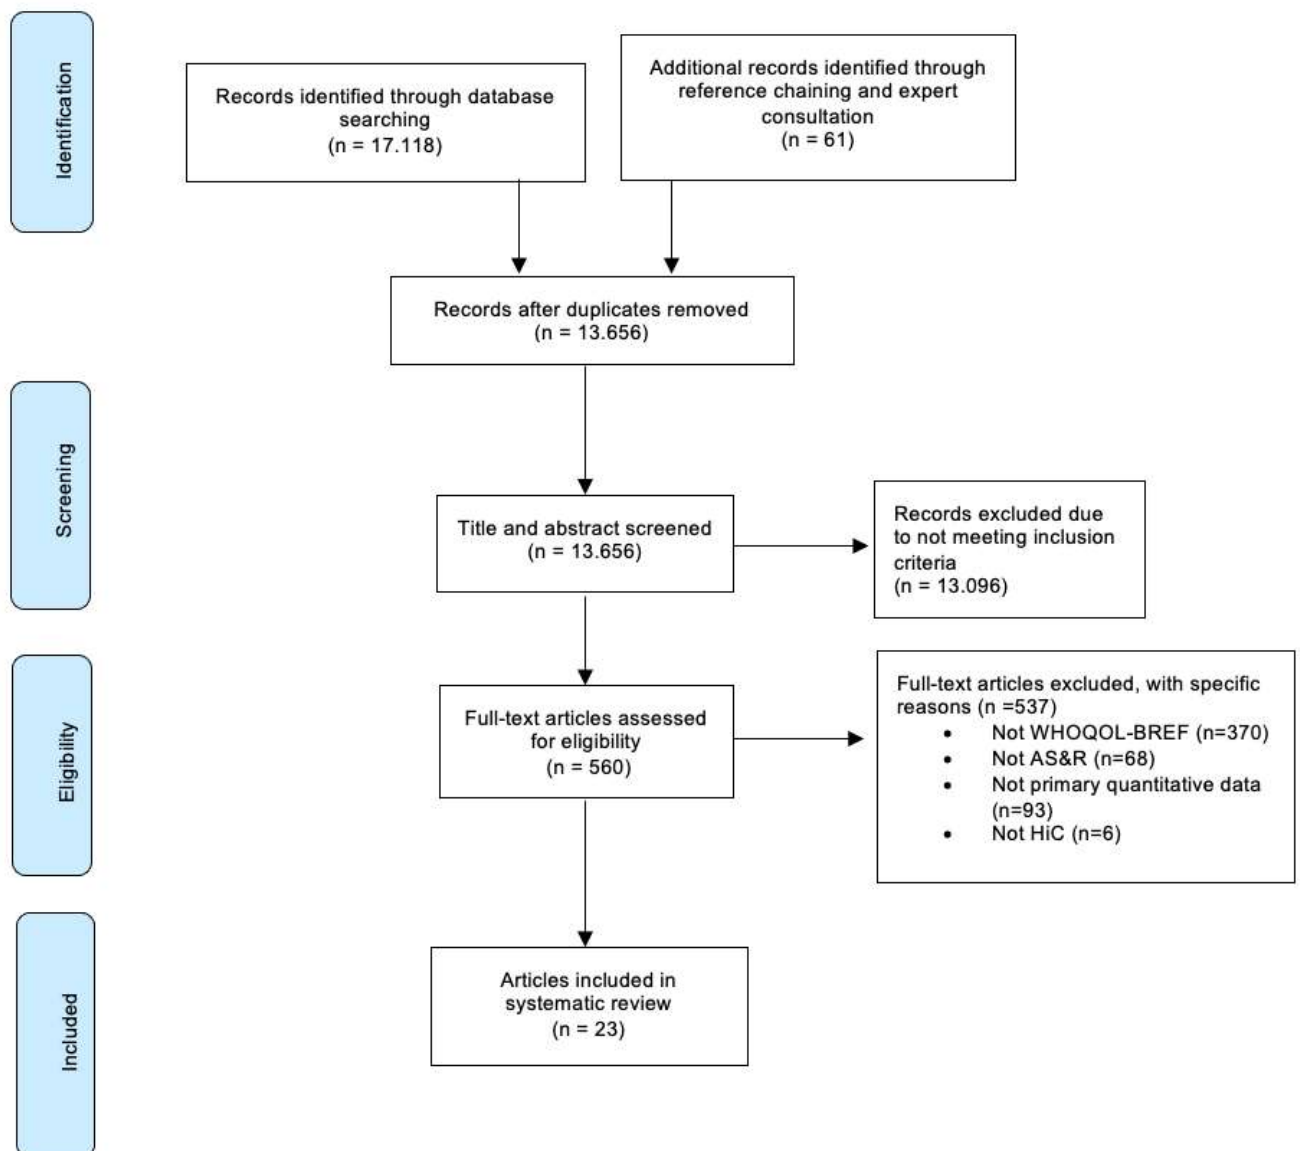 Identification
Records identified through database
searching
(n = 17.118)
Additional records identified through
reference chaining and expert
consultation
(n = 61)
Records after duplicates removed
(n = 13.656)
Screening
Title and abstract screened
(n = 13.656)
Records excluded due
to not meeting inclusion
criteria
(n = 13.096)
Eligibility
Full-text articles assessed
for eligibility
(n = 560)
Full-text articles excluded, with specific
reasons (n =537)
• Not WHOQOL-BREF (n=370)
• Not AS&R (n=68)
• Not primary quantitative data
(n=93)
• Not HiC (n=6)
Included
Articles included in
systematic review
(n = 23)